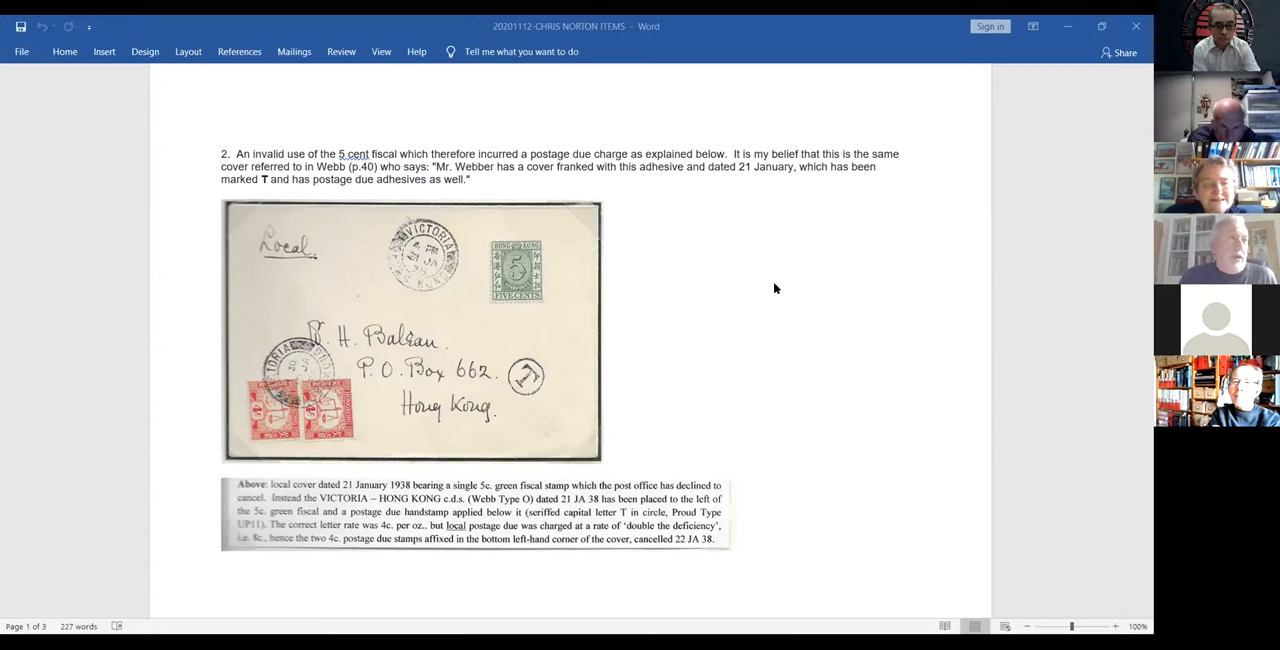 20201112-CHRIS NORTON ITEMS - Word
Sign in
File Home Insert Design Layout References Mailings Review View Help Tell me what you want to do
Share
2. An invalid use of the 5 cent fiscal which therefore incurred a postage due charge as explained below. It is my belief that this is the same
cover referred to in Webb (p.40) who says: "Mr. Webber has a cover franked with this adhesive and dated 21 January, which has been
marked T and has postage due adhesives as well."
Local
VICTORIA
HONG KONG
5
FIVE CENTS
H. Balean.
P.O. Box 662.
T
Hong Kong.
Above: local cover dated 21 January 1938 bearing a single 5c. green fiscal stamp which the post office has declined to
cancel. Instead the VICTORIA – HONG KONG c.d.s. (Webb Type O) dated 21 JA 38 has been placed to the left of
the 5c. green fiscal and a postage due handstamp applied below it (seriffed capital letter T in circle, Proud Type
UP11). The correct letter rate was 4c. per oz.. but local postage due was charged at a rate of ‘double the deficiency’,
i.e. 8c., hence the two 4c. postage due stamps affixed in the bottom left-hand corner of the cover, cancelled 22 JA 38.
Page 1 of 3 227 words
100%